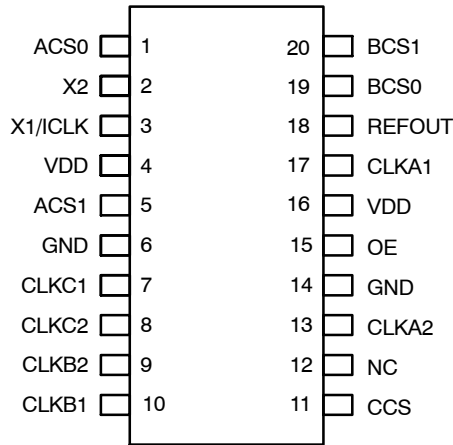 ACS0 1 20 BCS1
X2 2 19 BCS0
X1/ICLK 3 18 REFOUT
VDD 4 17 CLKA1
ACS1 5 16 VDD
GND 6 15 OE
CLKC1 7 14 GND
CLKC2 8 13 CLKA2
CLKB2 9 12 NC
CLKB1 10 11 CCS